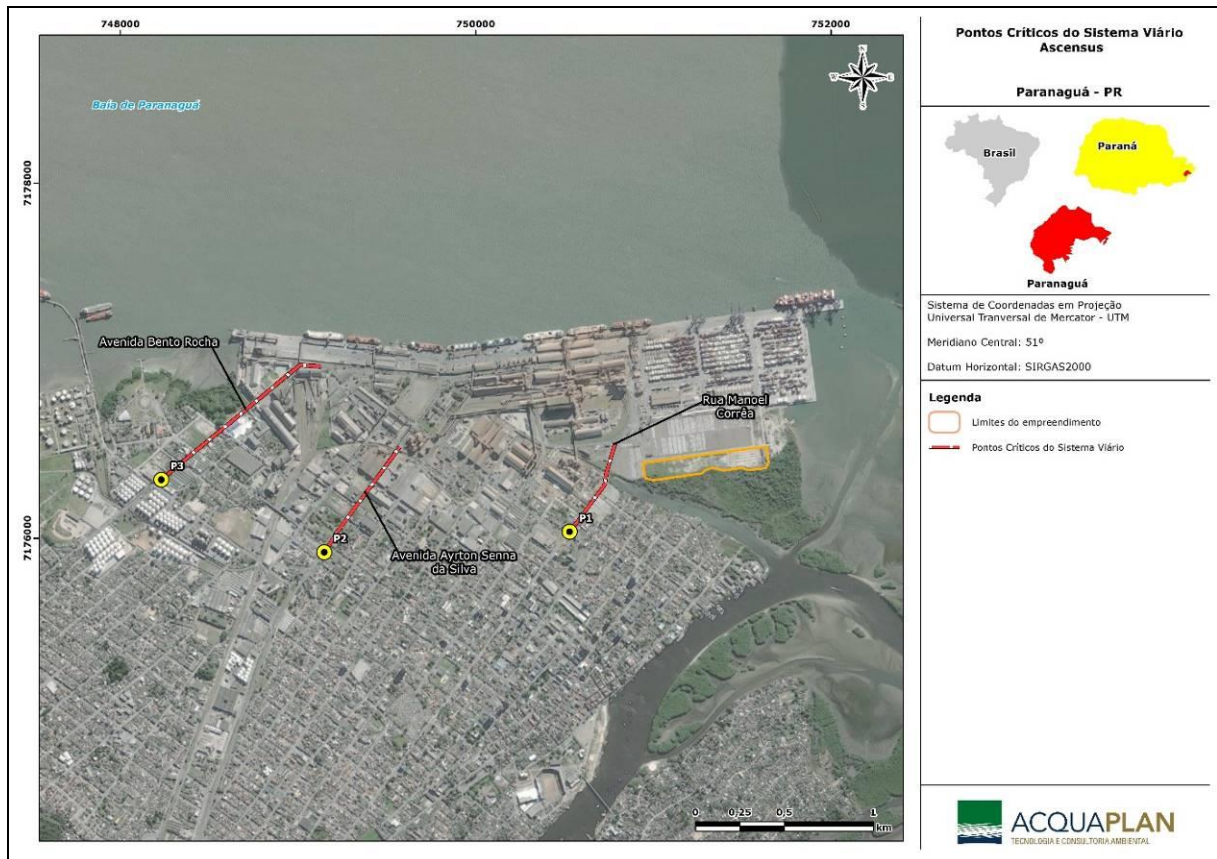 748000
750000
752000
7178000
7176000
Baía de Paranaguá
N
W
E
S
Avenida Bento Rocha
Rua Manoel
Corrêa
P3
P2
P1
Avenida Ayrton Senna
da Silva
0
0,25
0,5
1
km
Pontos Críticos do Sistema Viário
Ascensus
Paranaguá - PR
Brasil
Paraná
Paranaguá
Sistema de Coordenadas em Projeção
Universal Tranversal de Mercator - UTM
Meridiano Central: 51º
Datum Horizontal: SIRGAS2000
Legenda
Limites do empreendimento
Pontos Críticos do Sistema Viário
ACQUAPLAN
TECNOLOGIA E CONSULTORIA AMBIENTAL